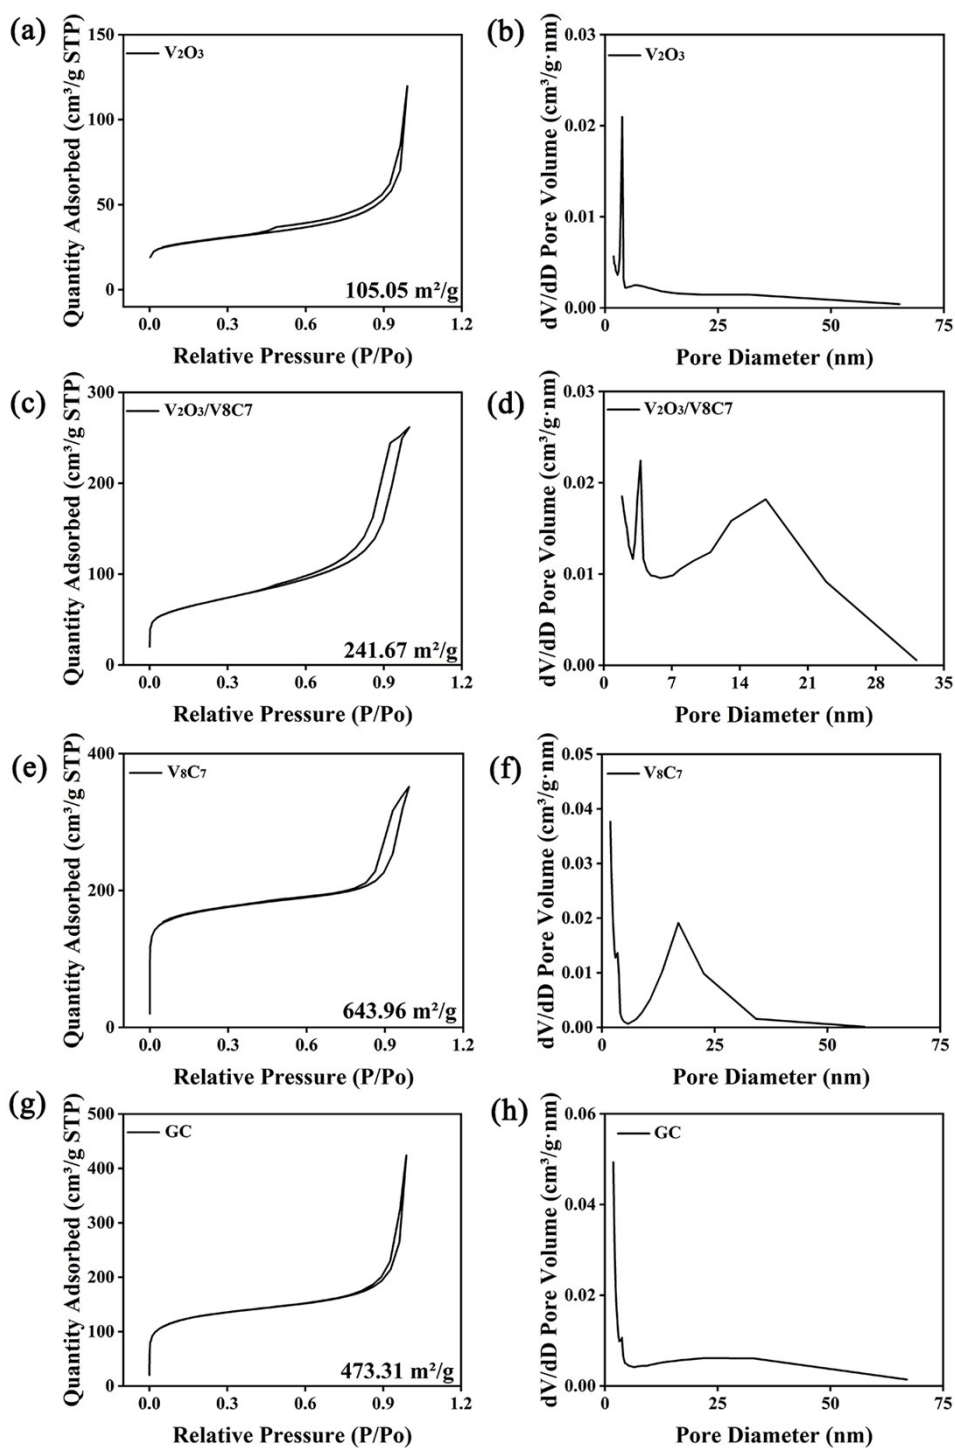 (a)
Quantity Adsorbed (cm³/g STP)
150
100
50
0
V₂O₃
105.05 m²/g
0.0 0.3 0.6 0.9 1.2
Relative Pressure (P/Po)
(b)
dV/dD Pore Volume (cm³/g·nm)
0.03
0.02
0.01
0.00
V₂O₃
0 25 50 75
Pore Diameter (nm)
(c)
Quantity Adsorbed (cm³/g STP)
300
200
100
0
V₂O₃/V8C7
241.67 m²/g
0.0 0.3 0.6 0.9 1.2
Relative Pressure (P/Po)
(d)
dV/dD Pore Volume (cm³/g·nm)
0.03
0.02
0.01
0.00
V₂O₃/V8C7
0 7 14 21 28 35
Pore Diameter (nm)
(e)
Quantity Adsorbed (cm³/g STP)
400
200
0
V₈C₇
643.96 m²/g
0.0 0.3 0.6 0.9 1.2
Relative Pressure (P/Po)
(f)
dV/dD Pore Volume (cm³/g·nm)
0.05
0.04
0.03
0.02
0.01
0.00
V₈C₇
0 25 50 75
Pore Diameter (nm)
(g)
Quantity Adsorbed (cm³/g STP)
500
400
300
200
100
0
GC
473.31 m²/g
0.0 0.3 0.6 0.9 1.2
Relative Pressure (P/Po)
(h)
dV/dD Pore Volume (cm³/g·nm)
0.06
0.04
0.02
0.00
GC
0 25 50 75
Pore Diameter (nm)